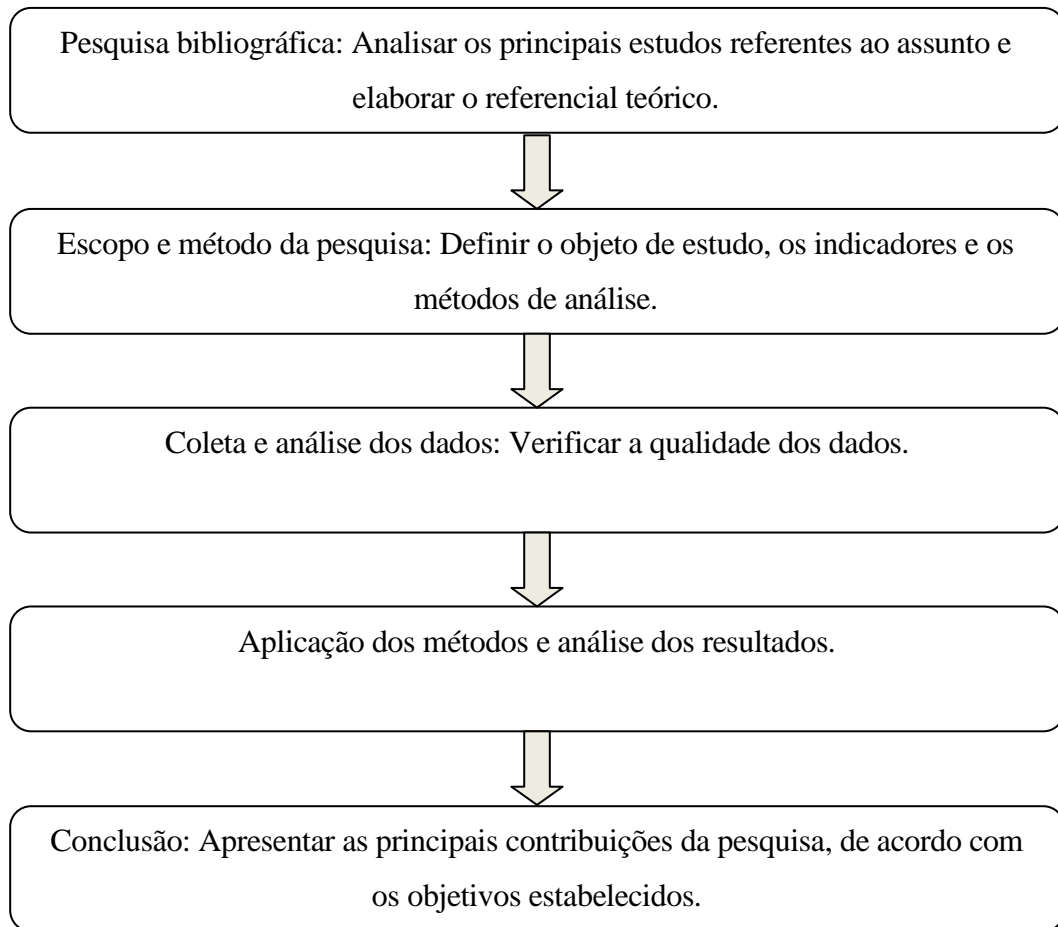 Pesquisa bibliográfica: Analisar os principais estudos referentes ao assunto e
elaborar o referencial teórico.
Escopo e método da pesquisa: Definir o objeto de estudo, os indicadores e os
métodos de análise.
Coleta e análise dos dados: Verificar a qualidade dos dados.
Aplicação dos métodos e análise dos resultados.
Conclusão: Apresentar as principais contribuições da pesquisa, de acordo com
os objetivos estabelecidos.